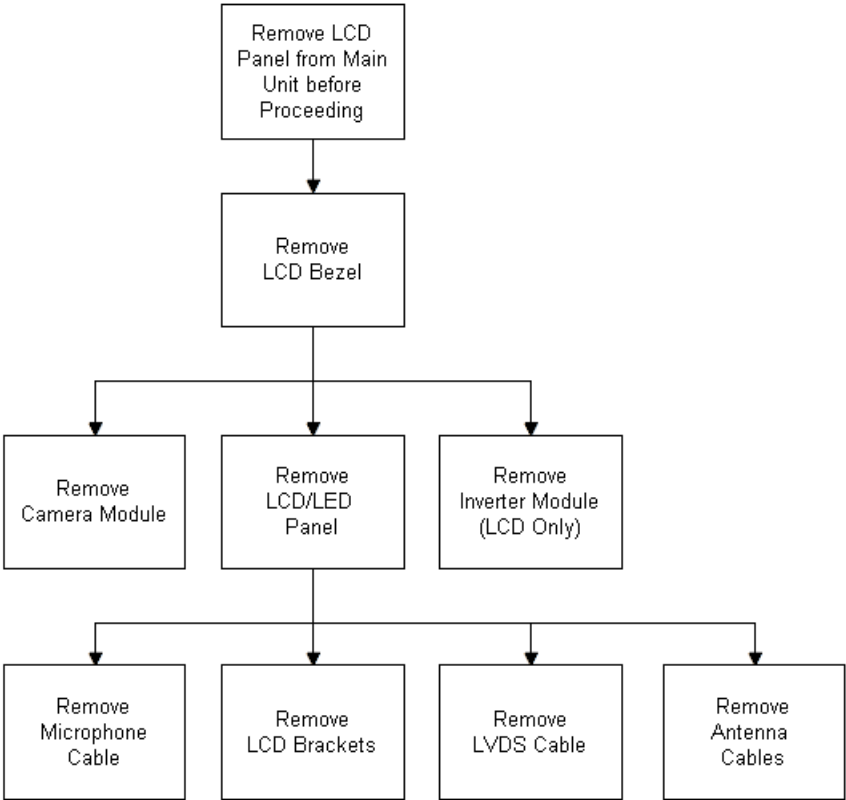 Remove LCD
Panel from Main
Unit before
Proceeding
Remove
LCD Bezel
Remove
Camera Module
Remove
LCD/LED
Panel
Remove
Inverter Module
(LCD Only)
Remove
Microphone
Cable
Remove
LCD Brackets
Remove
LVDS Cable
Remove
Antenna
Cables